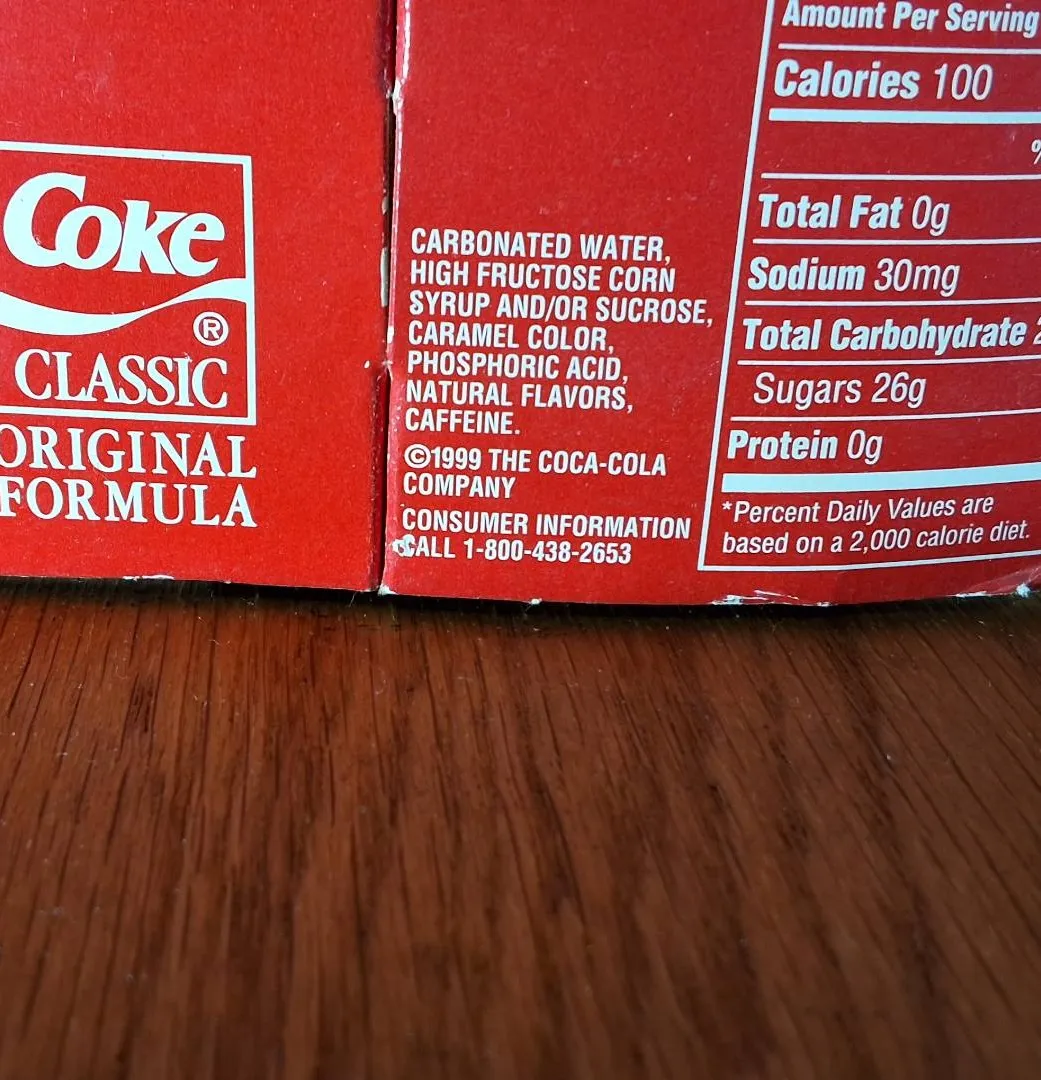 Coke
®
CLASSIC
ORIGINAL
FORMULA
CARBONATED WATER,
HIGH FRUCTOSE CORN
SYRUP AND/OR SUCROSE,
CARAMEL COLOR,
PHOSPHORIC ACID,
NATURAL FLAVORS,
CAFFEINE.
©1999 THE COCA-COLA
COMPANY
CONSUMER INFORMATION
CALL 1-800-438-2653
Amount Per Serving
Calories 100
%
Total Fat 0g
Sodium 30mg
Total Carbohydrate
Sugars 26g
Protein 0g
*Percent Daily Values are
based on a 2,000 calorie diet.